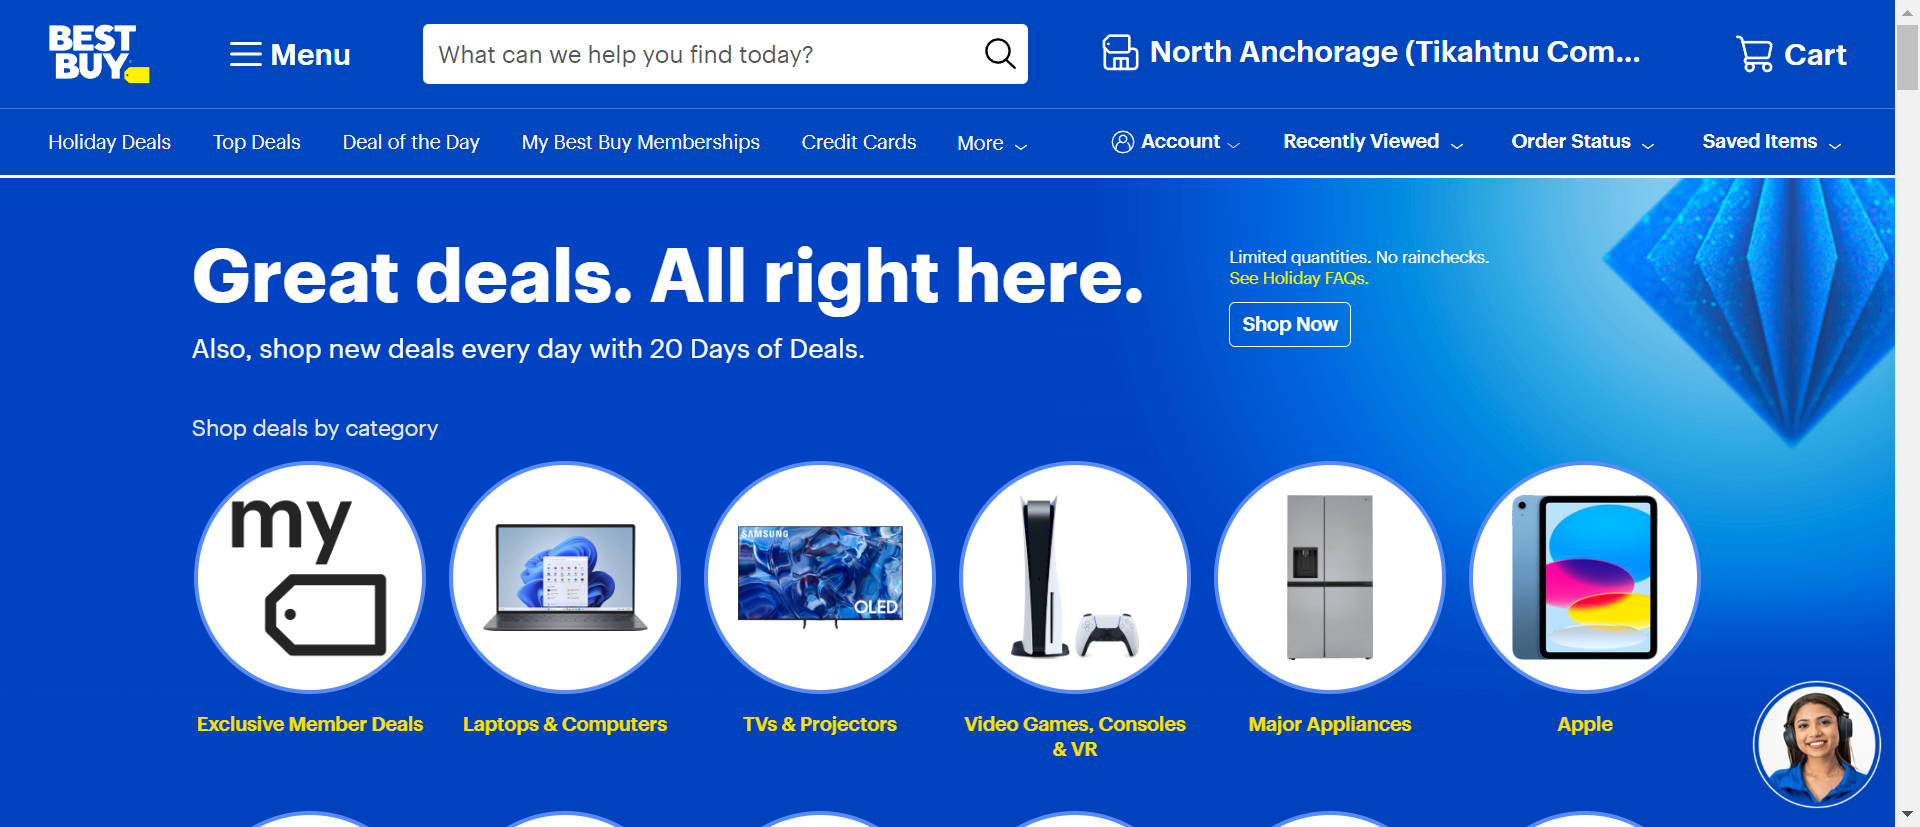 BEST
BUY
Menu
What can we help you find today?
North Anchorage (Tikahtnu Com...
Cart
Holiday Deals
Top Deals
Deal of the Day
My Best Buy Memberships
Credit Cards
More
Account
Recently Viewed
Order Status
Saved Items
Great deals. All right here.
Also, shop new deals every day with 20 Days of Deals.
Limited quantities. No rainchecks.
See Holiday FAQs.
Shop Now
Shop deals by category
my
SAMSUNG
OLED
Exclusive Member Deals
Laptops & Computers
TVs & Projectors
Video Games, Consoles
& VR
Major Appliances
Apple